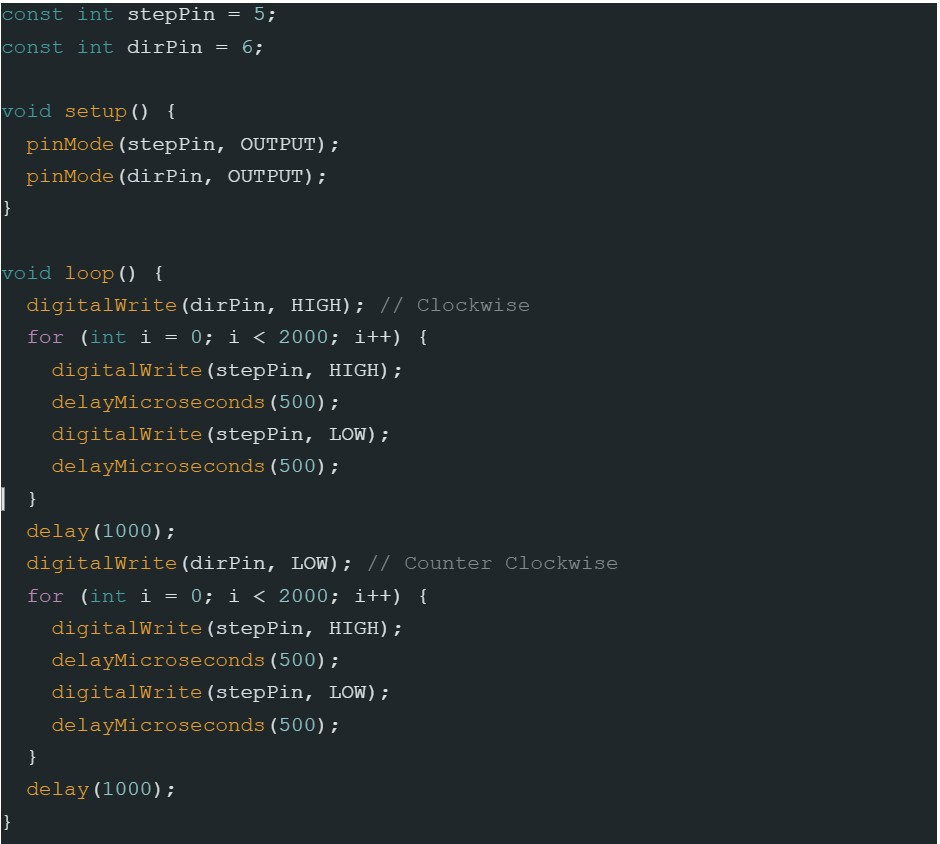 const int stepPin = 5;
const int dirPin = 6;

void setup() {
  pinMode(stepPin, OUTPUT);
  pinMode(dirPin, OUTPUT);
}

void loop() {
  digitalWrite(dirPin, HIGH); // Clockwise
  for (int i = 0; i < 2000; i++) {
    digitalWrite(stepPin, HIGH);
    delayMicroseconds(500);
    digitalWrite(stepPin, LOW);
    delayMicroseconds(500);
  }
  delay(1000);
  digitalWrite(dirPin, LOW); // Counter Clockwise
  for (int i = 0; i < 2000; i++) {
    digitalWrite(stepPin, HIGH);
    delayMicroseconds(500);
    digitalWrite(stepPin, LOW);
    delayMicroseconds(500);
  }
  delay(1000);
}